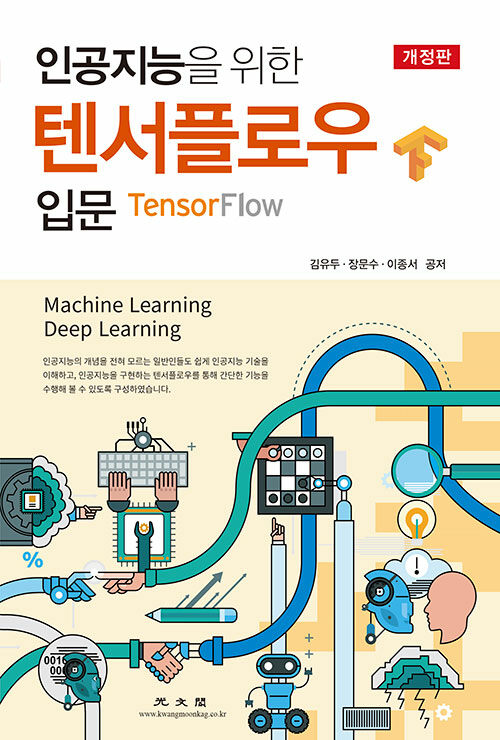 인공지능을 위한
개정판
텐서플로우
입문 TensorFlow
김유두 · 장문수 · 이종서 공저
Machine Learning
Deep Learning
인공지능의 개념을 전혀 모르는 일반인들도 쉽게 인공지능 기술을
이해하고, 인공지능을 구현하는 텐서플로우를 통해 간단한 기능을
수행해 볼 수 있도록 구성하였습니다.
%
!
光文閣
www.kwangmoonkag.co.kr